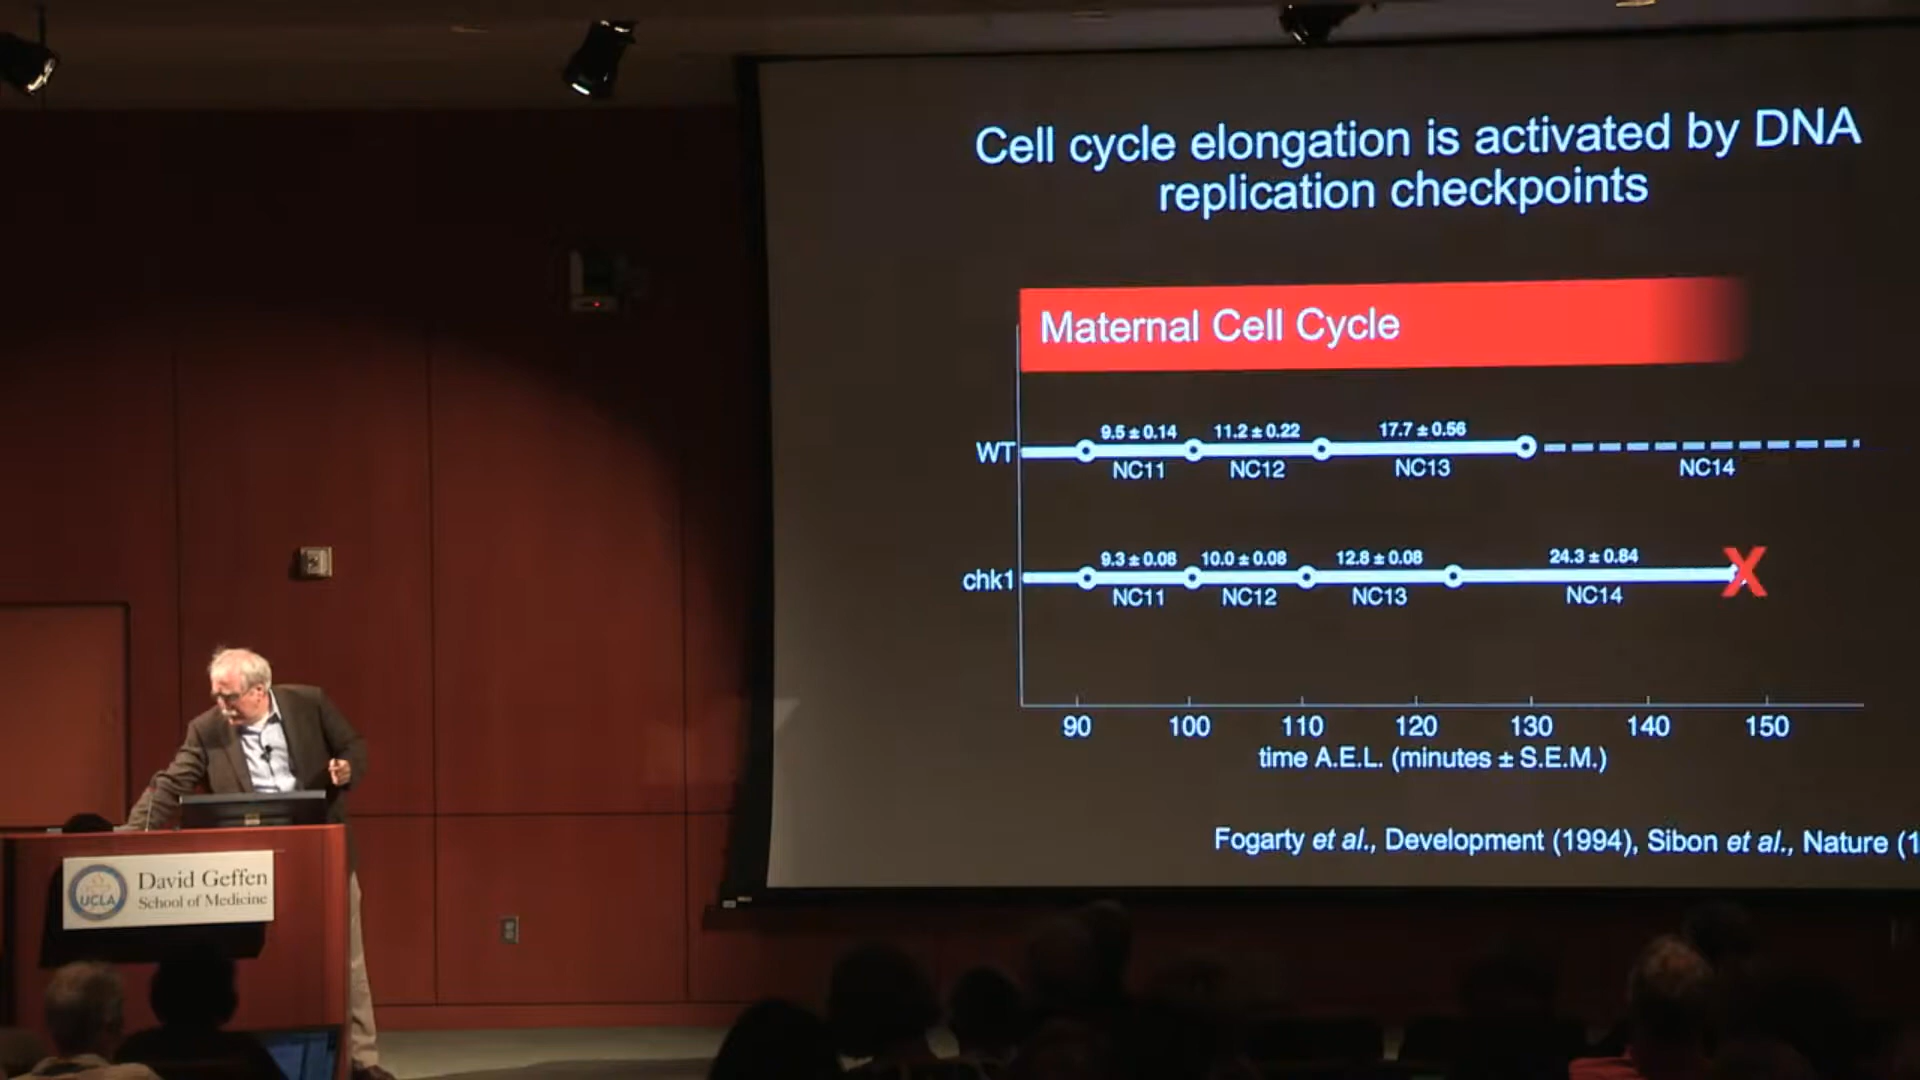 Cell cycle elongation is activated by DNA
replication checkpoints
Maternal Cell Cycle
9.5 ± 0.14 11.2 ± 0.22 17.7 ± 0.56
WT
NC11 NC12 NC13 NC14
9.3 ± 0.08 10.0 ± 0.08 12.8 ± 0.08 24.3 ± 0.84
chk1 X
NC11 NC12 NC13 NC14
90 100 110 120 130 140 150
time A.E.L. (minutes ± S.E.M.)
Fogarty et al., Development (1994), Sibon et al., Nature (1
UCLA
David Geffen
School of Medicine